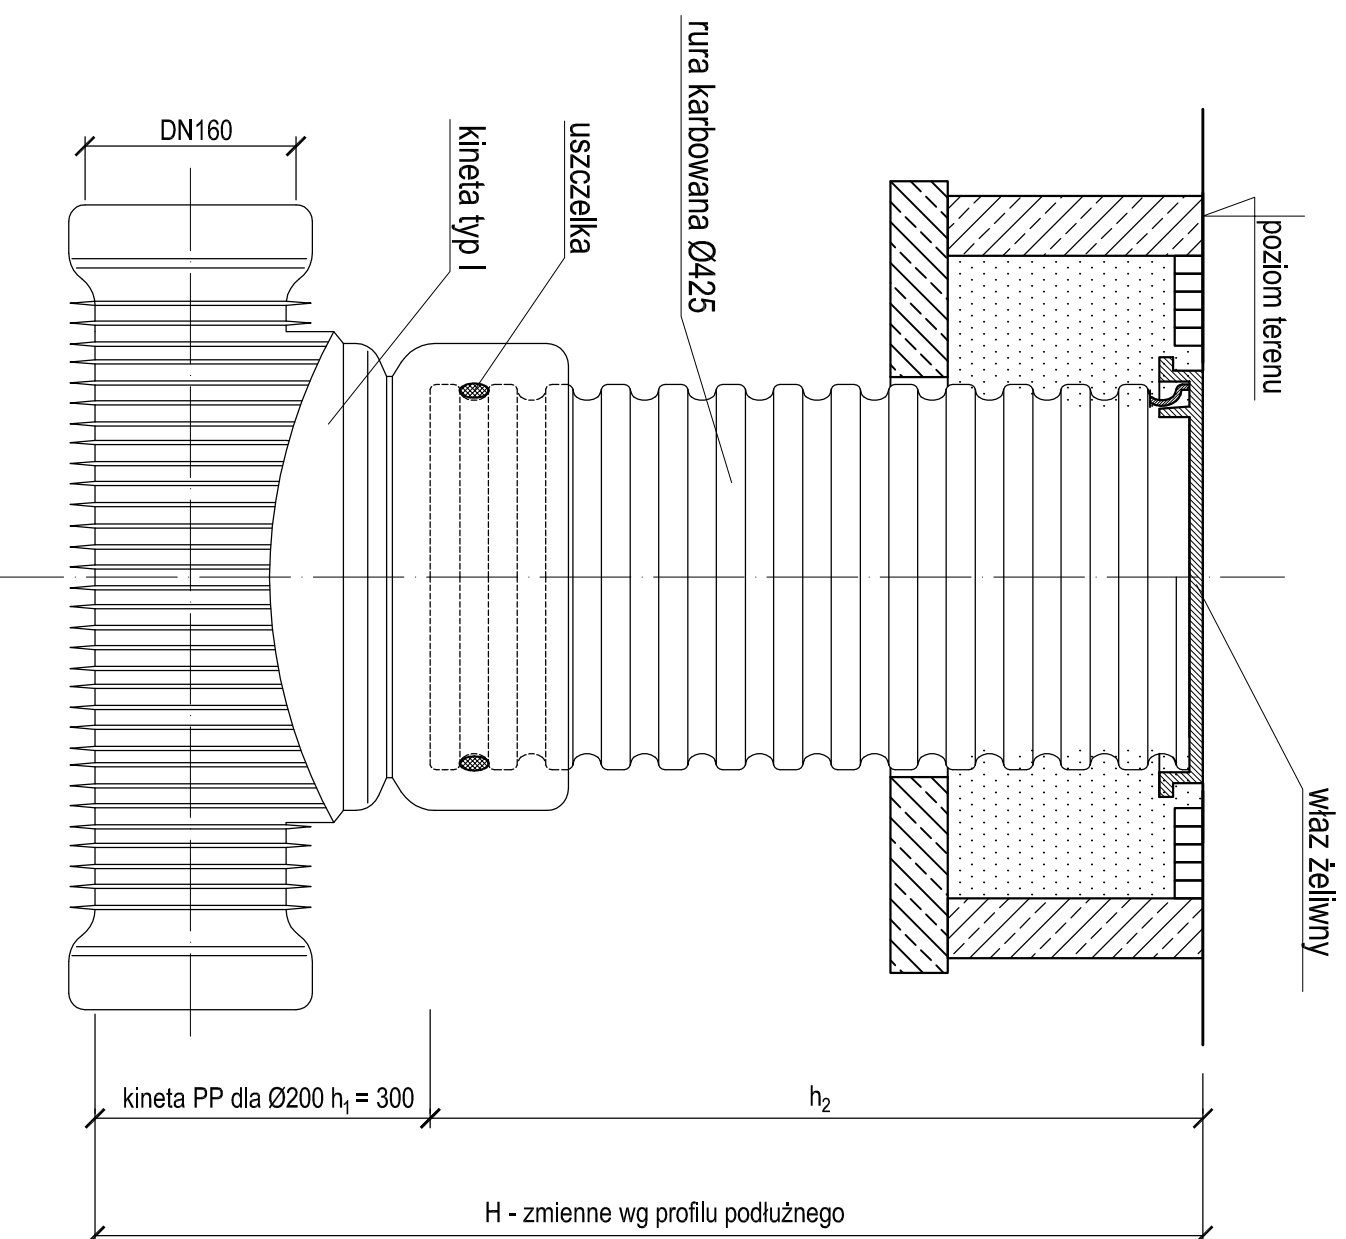 rura karbowana Ø425
DN160
kineta typ I
uszczelka
poziom terenu
właz żeliwny
kineta PP dla Ø200 h₁ = 300
h₂
H - zmienne wg profilu podłużnego